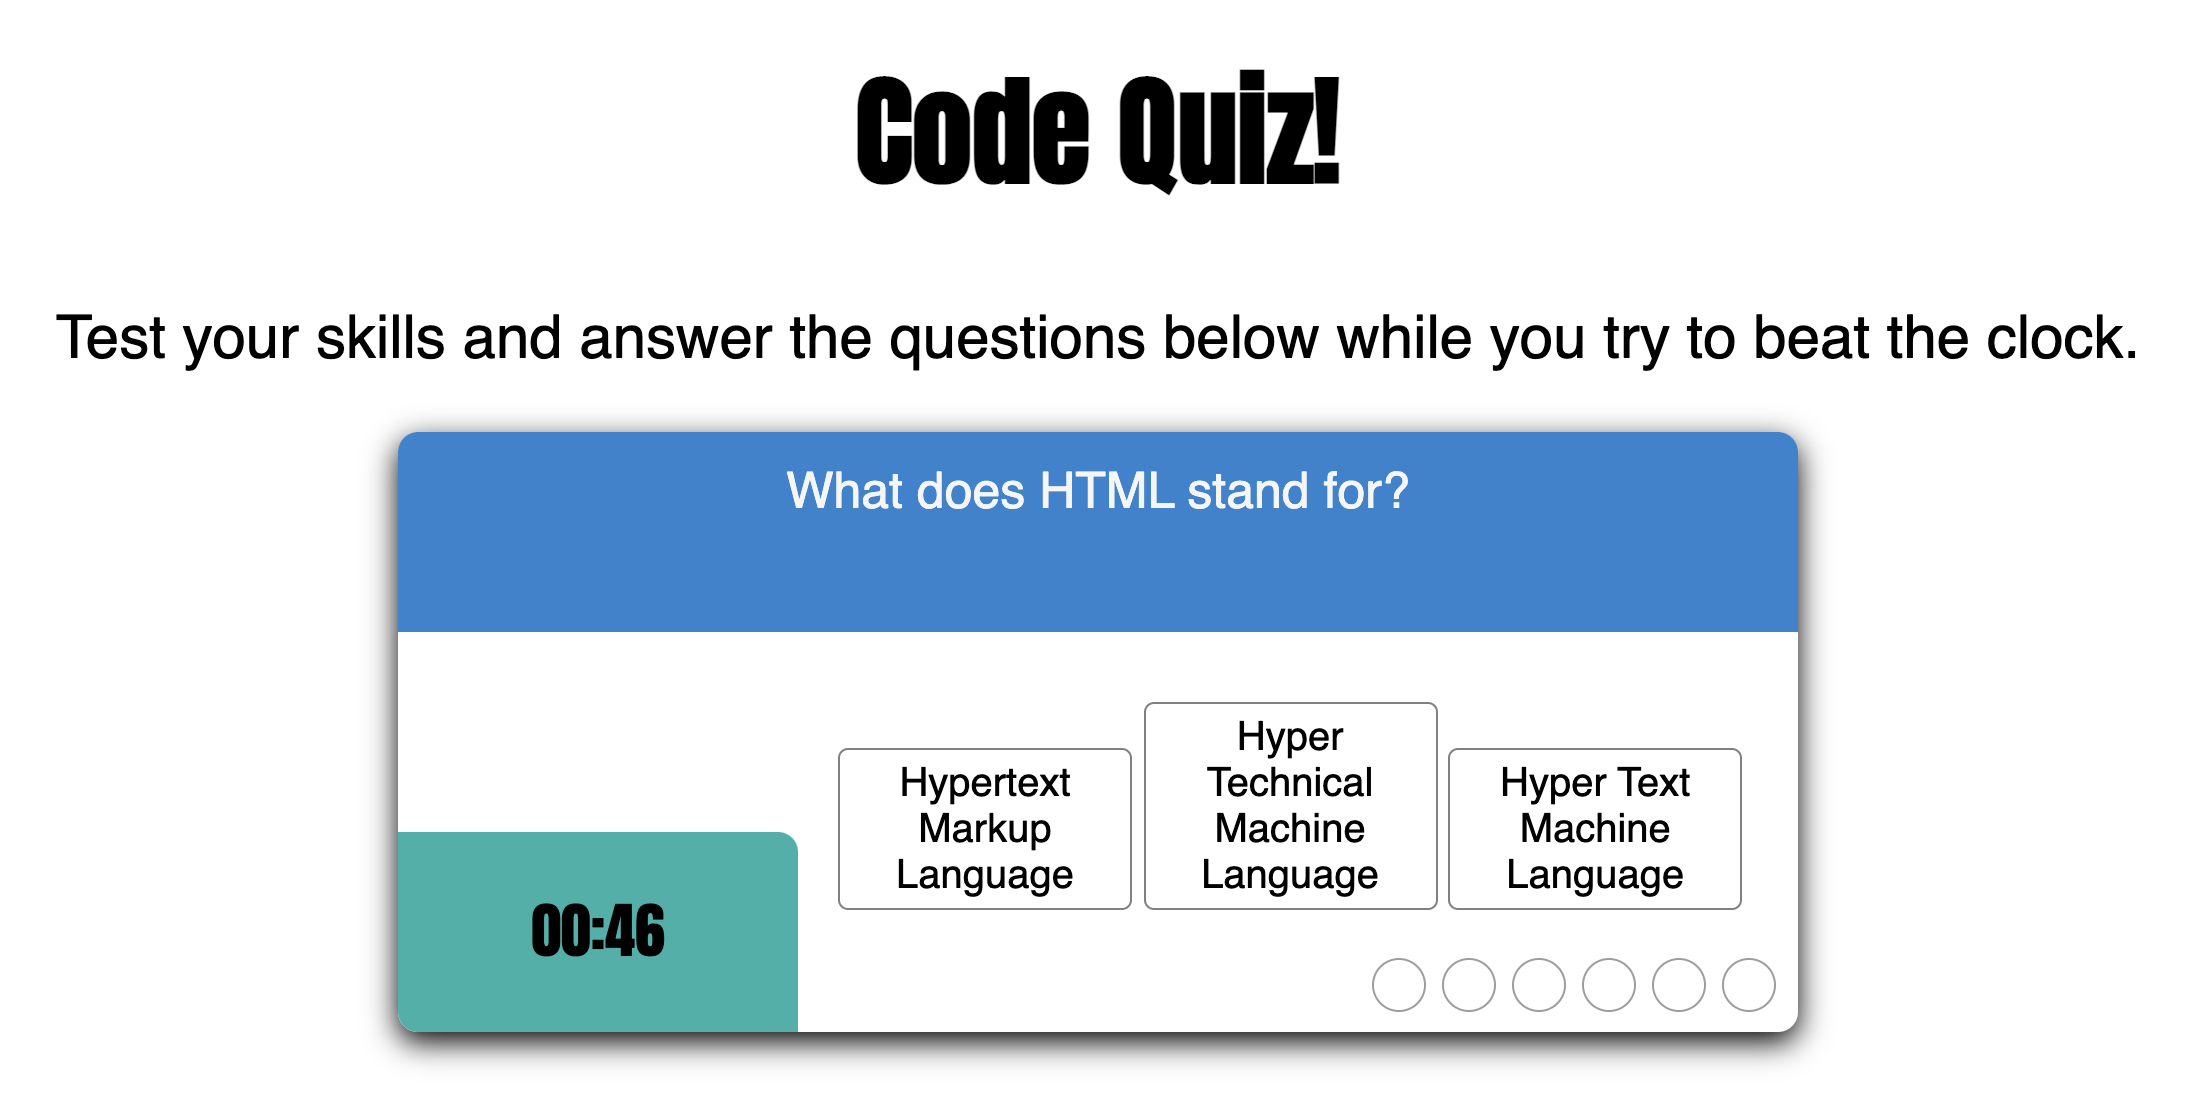 Code Quiz!
Test your skills and answer the questions below while you try to beat the clock.
What does HTML stand for?
Hypertext
Markup
Language
Hyper
Technical
Machine
Language
Hyper Text
Machine
Language
00:46